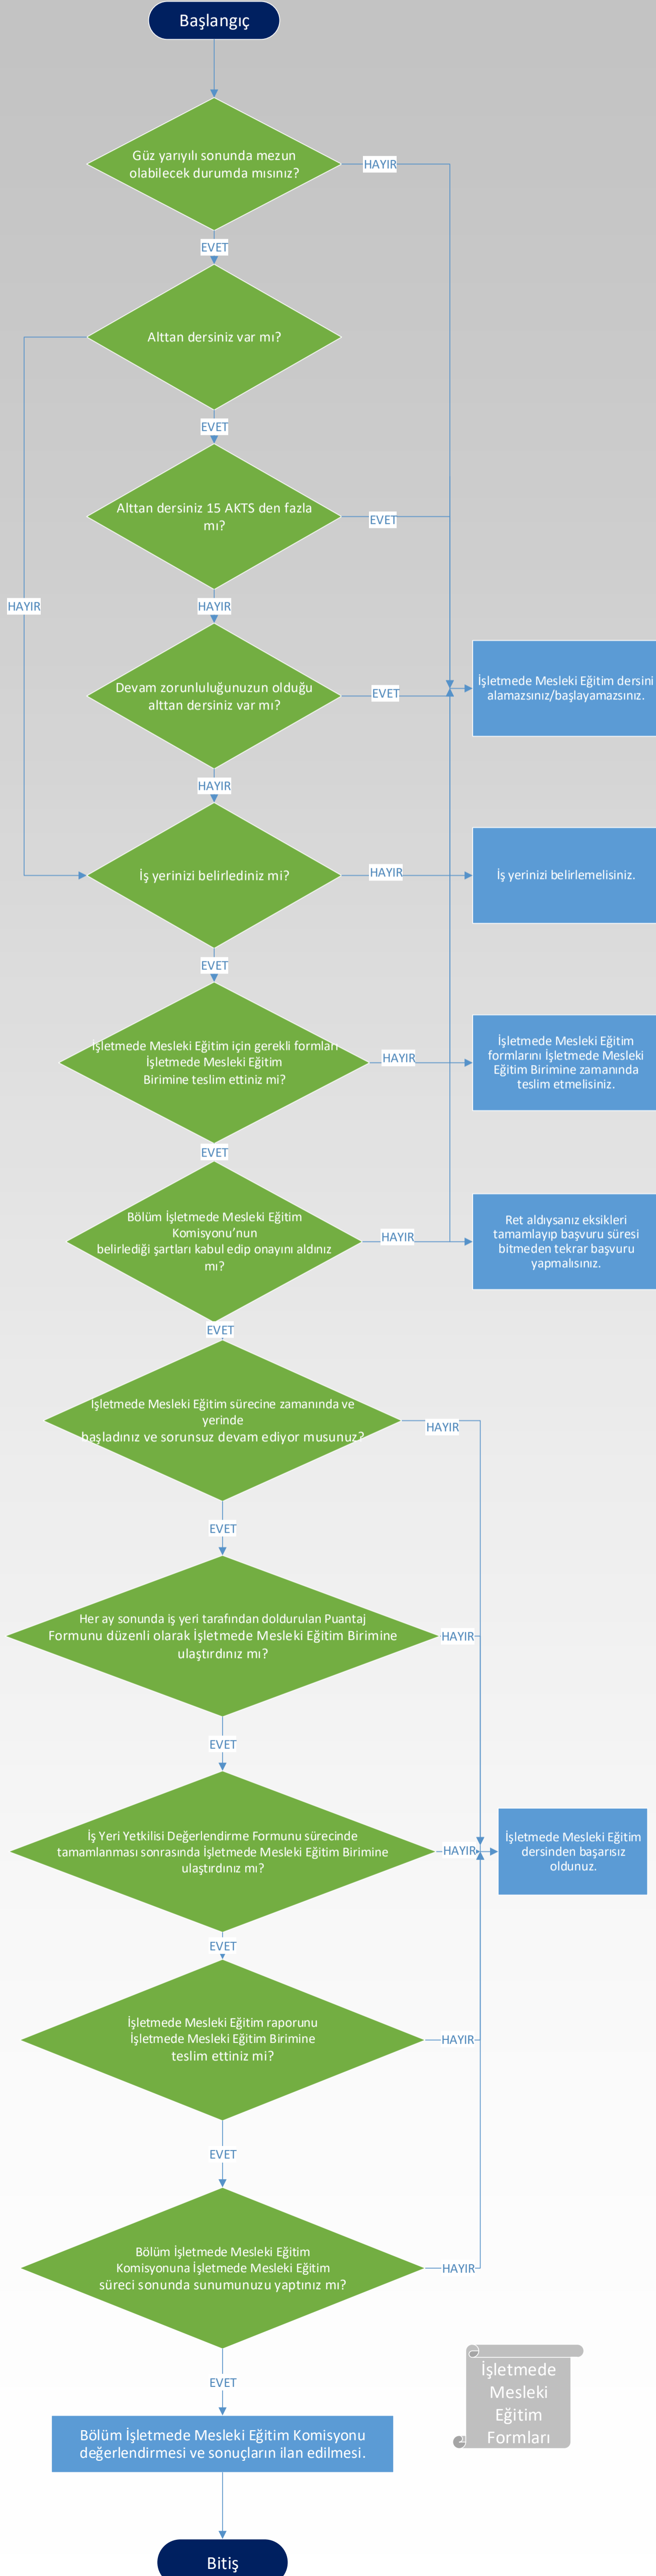 Başlangıç
Güz yarıyılı sonunda mezun
olabilecek durumda mısınız?
HAYIR
EVET
Alttan dersiniz var mı?
EVET
Alttan dersiniz 15 AKTS den fazla
mı?
EVET
HAYIR
HAYIR
Devam zorunluluğunuzun olduğu
alttan dersiniz var mı?
EVET
İşletmede Mesleki Eğitim dersini
alamazsınız/başlayamazsınız.
HAYIR
İş yerinizi belirlediniz mi?
HAYIR
İş yerinizi belirlemelisiniz.
EVET
İşletmede Mesleki Eğitim için gerekli formları
İşletmede Mesleki Eğitim
Birimine teslim ettiniz mi?
HAYIR
İşletmede Mesleki Eğitim
formlarını İşletmede Mesleki
Eğitim Birimine zamanında
teslim etmelisiniz.
EVET
Bölüm İşletmede Mesleki Eğitim
Komisyonu’nun
belirlediği şartları kabul edip onayını aldınız
mı?
HAYIR
Ret aldıysanız eksikleri
tamamlayıp başvuru süresi
bitmeden tekrar başvuru
yapmalısınız.
EVET
İşletmede Mesleki Eğitim sürecine zamanında ve
yerinde
başladınız ve sorunsuz devam ediyor musunuz?
HAYIR
EVET
Her ay sonunda iş yeri tarafından doldurulan Puantaj
Formunu düzenli olarak İşletmede Mesleki Eğitim Birimine
ulaştırdınız mı?
HAYIR
EVET
İş Yeri Yetkilisi Değerlendirme Formunu sürecinde
tamamlanması sonrasında İşletmede Mesleki Eğitim Birimine
ulaştırdınız mı?
HAYIR
İşletmede Mesleki Eğitim
dersinden başarısız
oldunuz.
EVET
İşletmede Mesleki Eğitim raporunu
İşletmede Mesleki Eğitim Birimine
teslim ettiniz mi?
HAYIR
EVET
Bölüm İşletmede Mesleki Eğitim
Komisyonuna İşletmede Mesleki Eğitim
süreci sonunda sunumunuzu yaptınız mı?
HAYIR
EVET
İşletmede
Mesleki
Eğitim
Formları
Bölüm İşletmede Mesleki Eğitim Komisyonu
değerlendirmesi ve sonuçların ilan edilmesi.
Bitiş